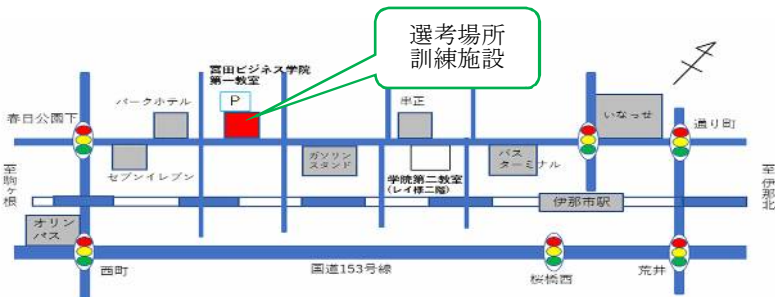 選考場所
訓練施設
宮田ビジネス学院
第一教室
P
パークホテル
串正
いなっせ
春日公園下
通り町
セブンイレブン
ガソリン
スタンド
学院第二教室
(レイ様二階)
バス
ターミナル
至駒ヶ根
至伊那北
伊那市駅
オリン
パス
西町
国道153号線
桜橋西
荒井